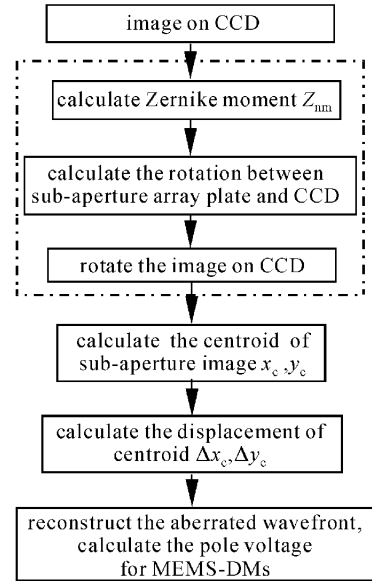 image on CCD
calculate Zernike moment Znm
calculate the rotation between
sub-aperture array plate and CCD
rotate the image on CCD
calculate the centroid of
sub-aperture image xc,yc
calculate the displacement of
centroid Δxc,Δyc
reconstruct the aberrated wavefront,
calculate the pole voltage
for MEMS-DMs